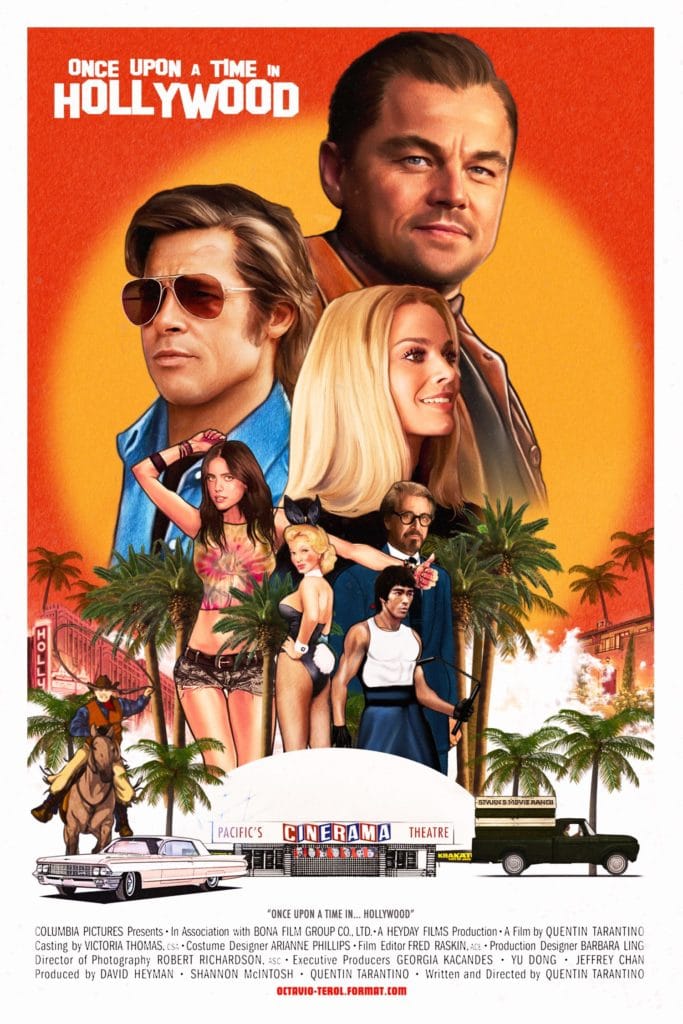 ONCE UPON A TIME IN
HOLLYWOOD
HOLLY
SPAHN'S MOVIE RANCH
PACIFIC'S CINERAMA THEATRE
KRAKAT
"ONCE UPON A TIME IN... HOLLYWOOD"
COLUMBIA PICTURES Presents • In Association with BONA FILM GROUP CO., LTD. • A HEYDAY FILMS Production • A Film by QUENTIN TARANTINO
Casting by VICTORIA THOMAS, CSA • Costume Designer ARIANNE PHILLIPS • Film Editor FRED RASKIN, ACE • Production Designer BARBARA LING
Director of Photography ROBERT RICHARDSON, ASC • Executive Producers GEORGIA KACANDES • YU DONG • JEFFREY CHAN
Produced by DAVID HEYMAN • SHANNON McINTOSH • QUENTIN TARANTINO • Written and Directed by QUENTIN TARANTINO
OCTAVIO-TEROL.FORMAT.COM